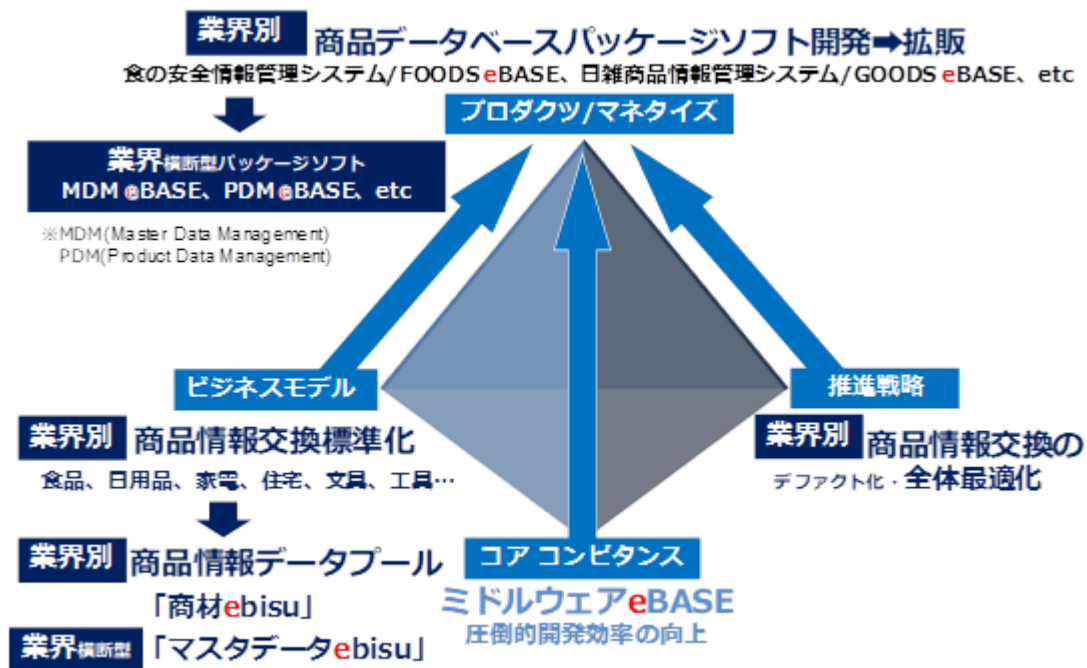 業界別 商品データベースパッケージソフト開発➡拡販
食の安全情報管理システム/FOODS eBASE、日雑商品情報管理システム/GOODS eBASE、etc
プロダクツ/マネタイズ
業界横断型パッケージソフト
MDM eBASE、PDM eBASE、etc
※MDM(Master Data Management)
PDM(Product Data Management)
ビジネスモデル
業界別 商品情報交換標準化
食品、日用品、家電、住宅、文具、工具…
業界別 商品情報データプール
「商材ebisu」
業界横断型 「マスタデータebisu」
推進戦略
業界別 商品情報交換の
デファクト化・全体最適化
コア コンピタンス
ミドルウェアeBASE
圧倒的開発効率の向上